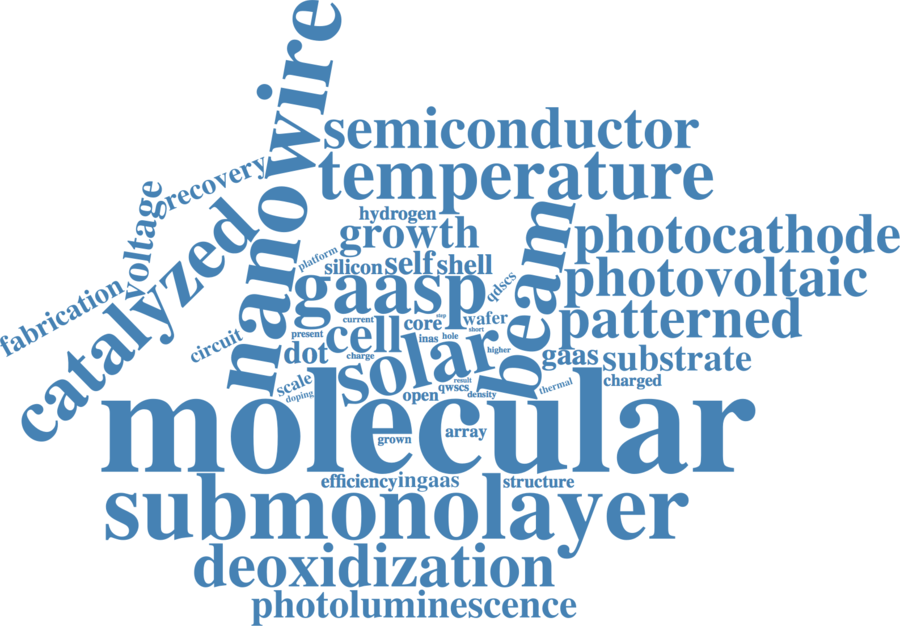 nanowire
semiconductor
temperature
recovery
voltage
catalyzed
hydrogen
growth
beam
photocathode
platform
silicon
self
shell
photovoltaic
qdscs
gaasp
fabrication
current
step
core
wafer
patterned
circuit
present
cell
inas
hole
short
dot
charge
solar
higher
gaas
substrate
scale
doping
open
qwscs
result
density
thermal
charged
molecular
grown
array
efficiency
ingaas
structure
submonolayer
deoxidization
photoluminescence